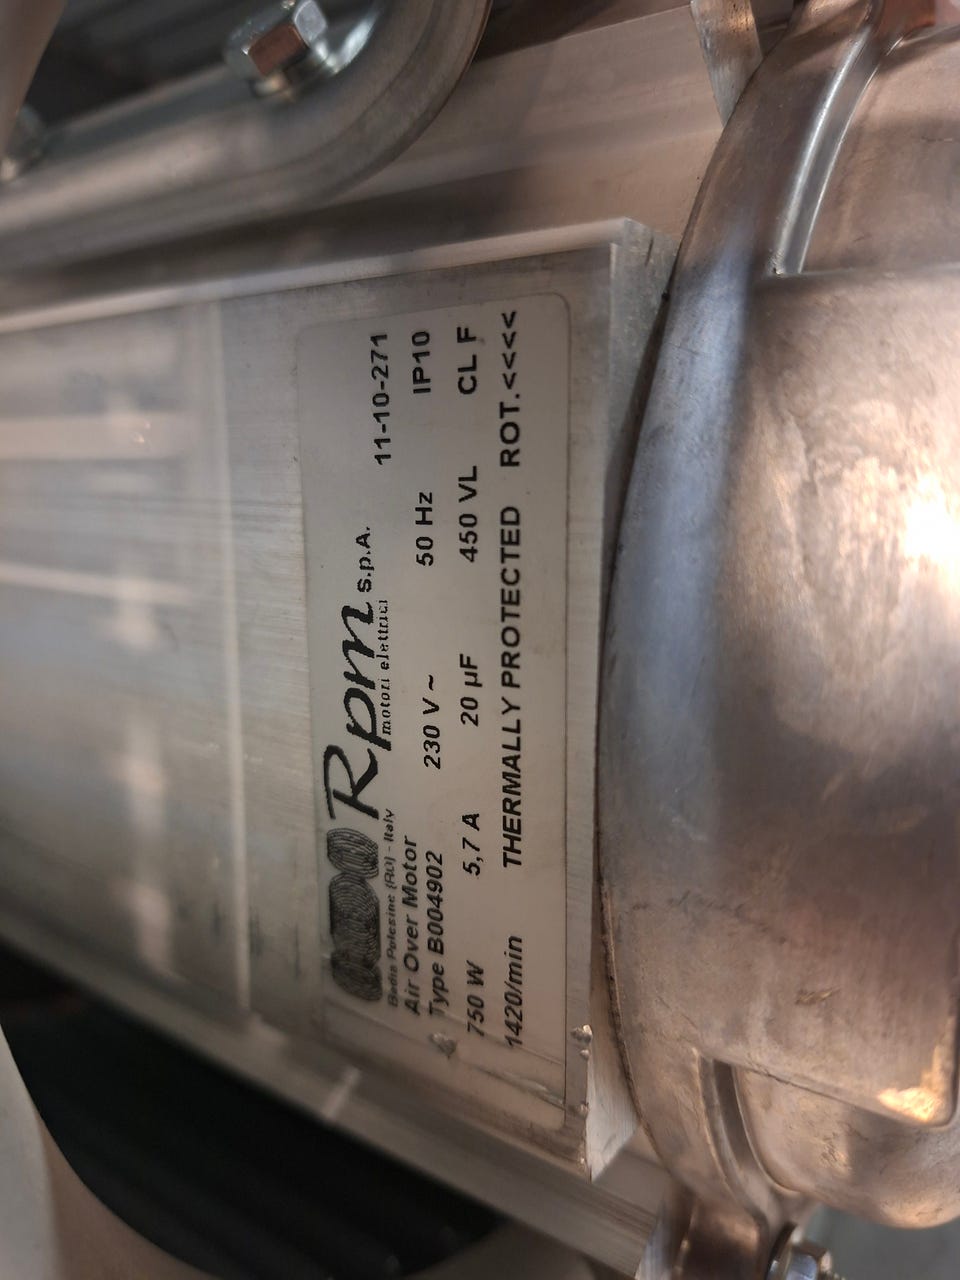 Rpm s.p.A. 11-10-271
motori elettrici
Badia Polesine (RO) - Italy
Air Over Motor
Type B004902 230 V ~ 50 Hz IP10
750 W 5,7 A 20 µF 450 VL CL F
1420/min THERMALLY PROTECTED ROT.<<<<